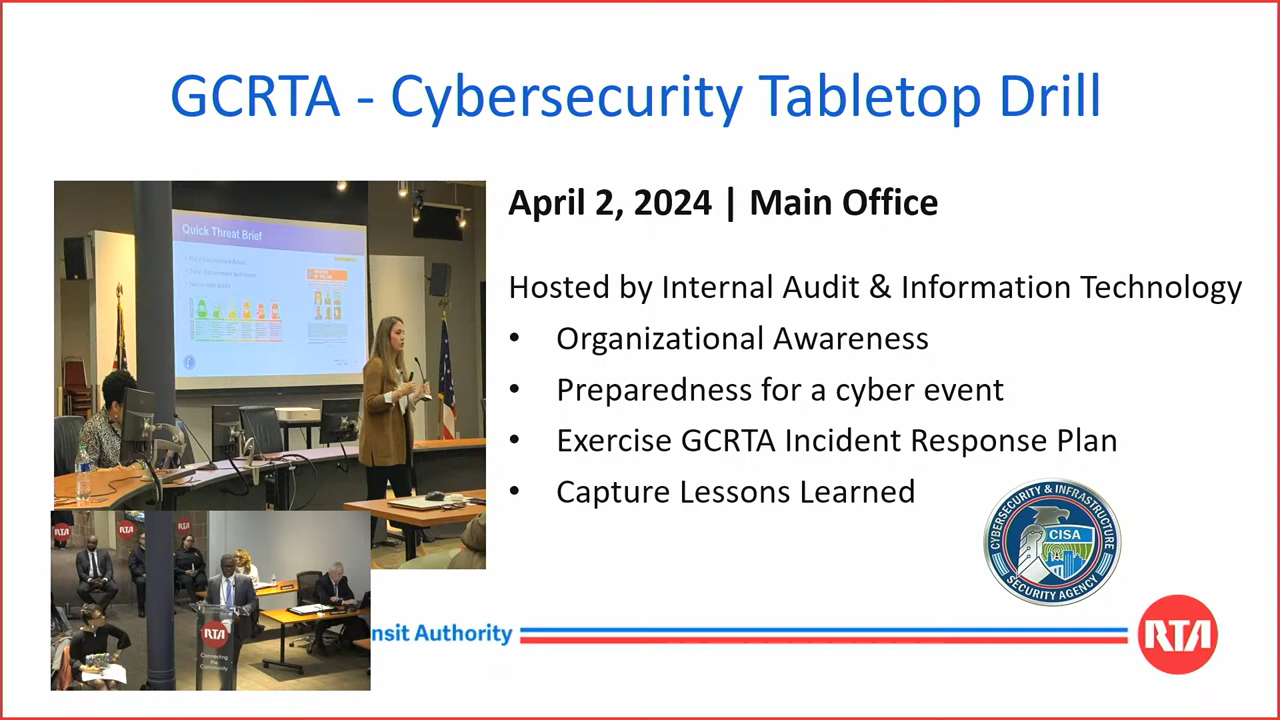 GCRTA - Cybersecurity Tabletop Drill
April 2, 2024 | Main Office
Hosted by Internal Audit & Information Technology
• Organizational Awareness
• Preparedness for a cyber event
• Exercise GCRTA Incident Response Plan
• Capture Lessons Learned
Quick Threat Brief
CYBERSECURITY & INFRASTRUCTURE
CISA
SECURITY AGENCY
RTA
RTA
RTA
RTA
Connecting
the
Community
nsit Authority
RTA